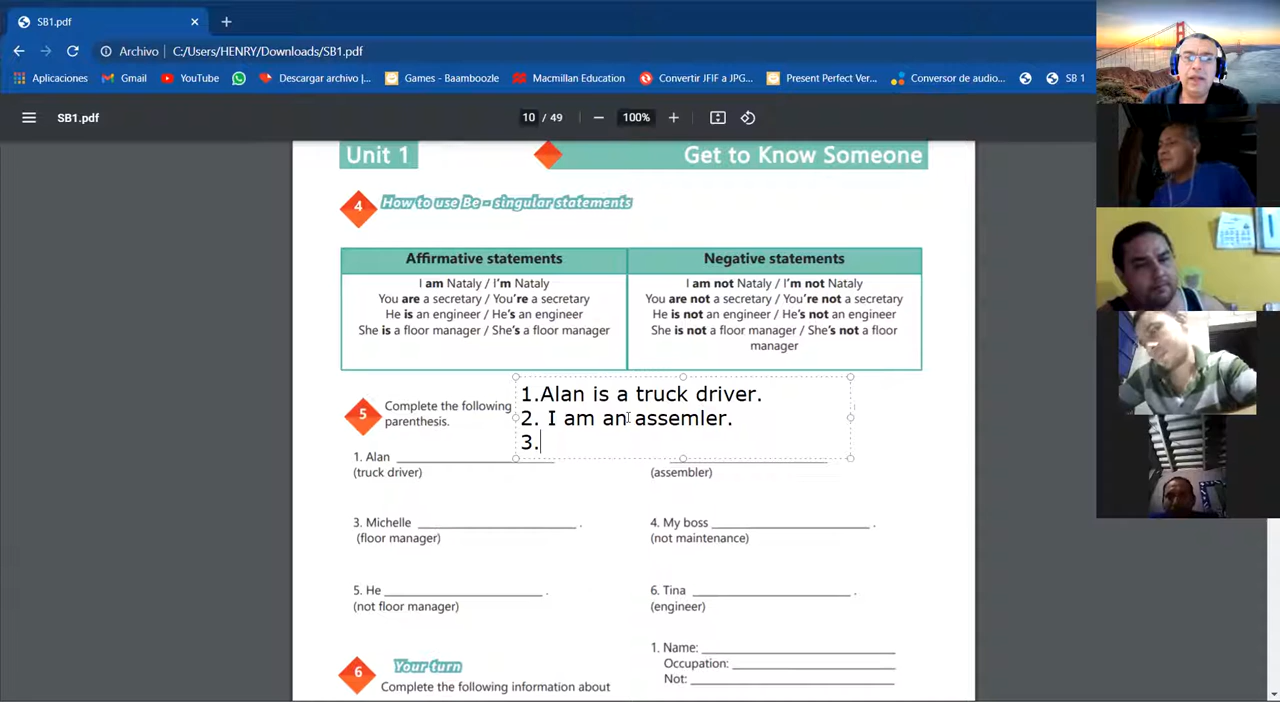 SB1.pdf
Archivo C:/Users/HENRY/Downloads/SB1.pdf
Aplicaciones Gmail YouTube Descargar archivo |... Games - Baamboozle Macmillan Education Convertir JFIF a JPG... Present Perfect Ver... Conversor de audio... SB 1
SB1.pdf 10 / 49 100%
Unit 1 Get to Know Someone
4 How to use Be - singular statements
Affirmative statements Negative statements
I am Nataly / I'm Nataly I am not Nataly / I'm not Nataly
You are a secretary / You're a secretary You are not a secretary / You're not a secretary
He is an engineer / He's an engineer He is not an engineer / He's not an engineer
She is a floor manager / She's a floor manager She is not a floor manager / She's not a floor
manager
1.Alan is a truck driver.
2. I am an assemler.
3.
5 Complete the following
parenthesis.
1. Alan ____________________
(truck driver) (assembler)
3. Michelle ____________________ . 4. My boss ____________________ .
(floor manager) (not maintenance)
5. He ____________________ . 6. Tina ____________________ .
(not floor manager) (engineer)
6 Your turn
Complete the following information about
1. Name: ____________________
Occupation: ____________________
Not: ____________________